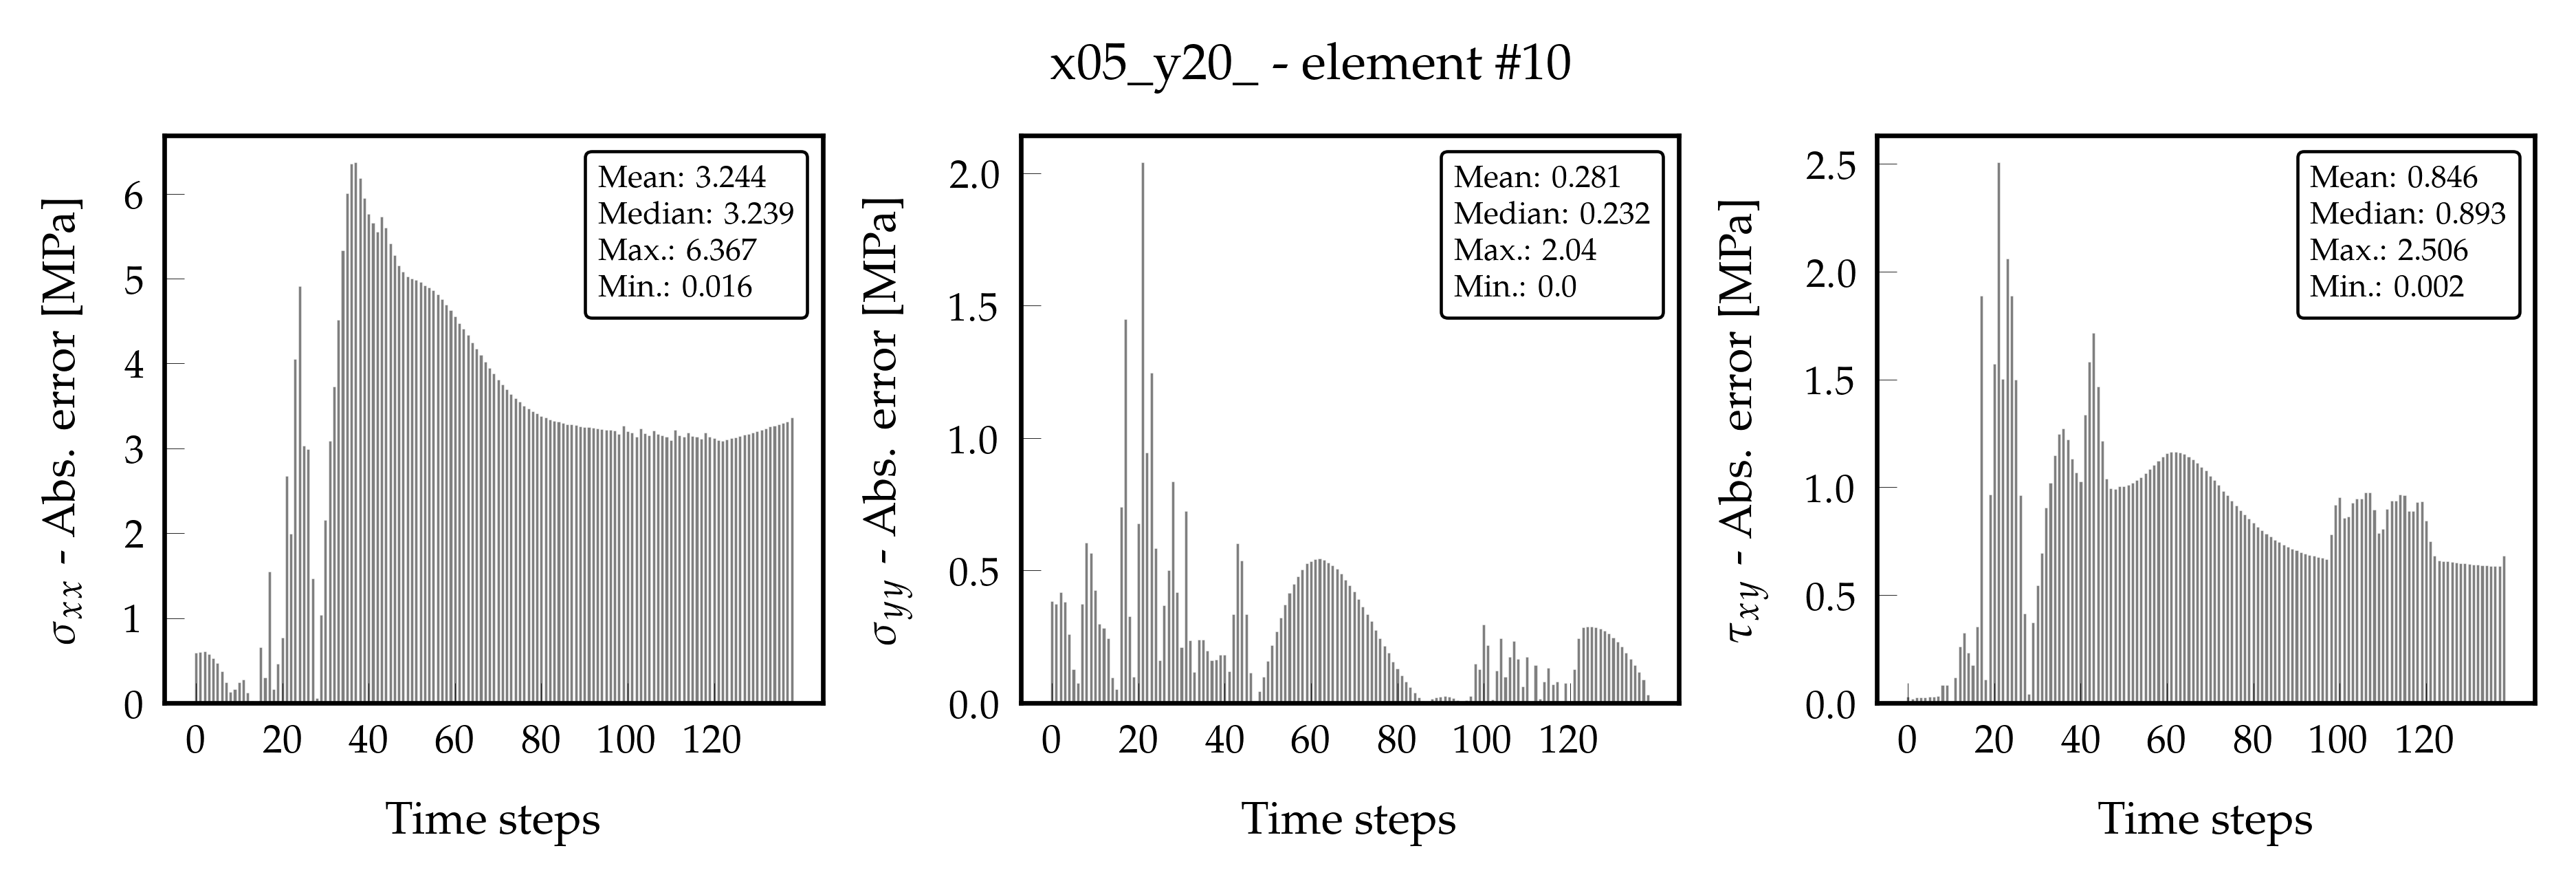 x05_y20_ - element #10
σxx - Abs. error [MPa]
6
5
4
3
2
1
0
Mean: 3.244
Median: 3.239
Max.: 6.367
Min.: 0.016
0 20 40 60 80 100 120
Time steps
σyy - Abs. error [MPa]
2.0
1.5
1.0
0.5
0.0
Mean: 0.281
Median: 0.232
Max.: 2.04
Min.: 0.0
0 20 40 60 80 100 120
Time steps
τxy - Abs. error [MPa]
2.5
2.0
1.5
1.0
0.5
0.0
Mean: 0.846
Median: 0.893
Max.: 2.506
Min.: 0.002
0 20 40 60 80 100 120
Time steps